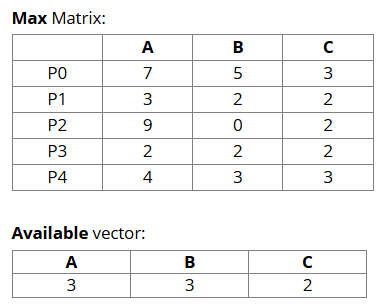 Max Matrix:
A B C
P0 7 5 3
P1 3 2 2
P2 9 0 2
P3 2 2 2
P4 4 3 3
Available vector:
A B C
3 3 2